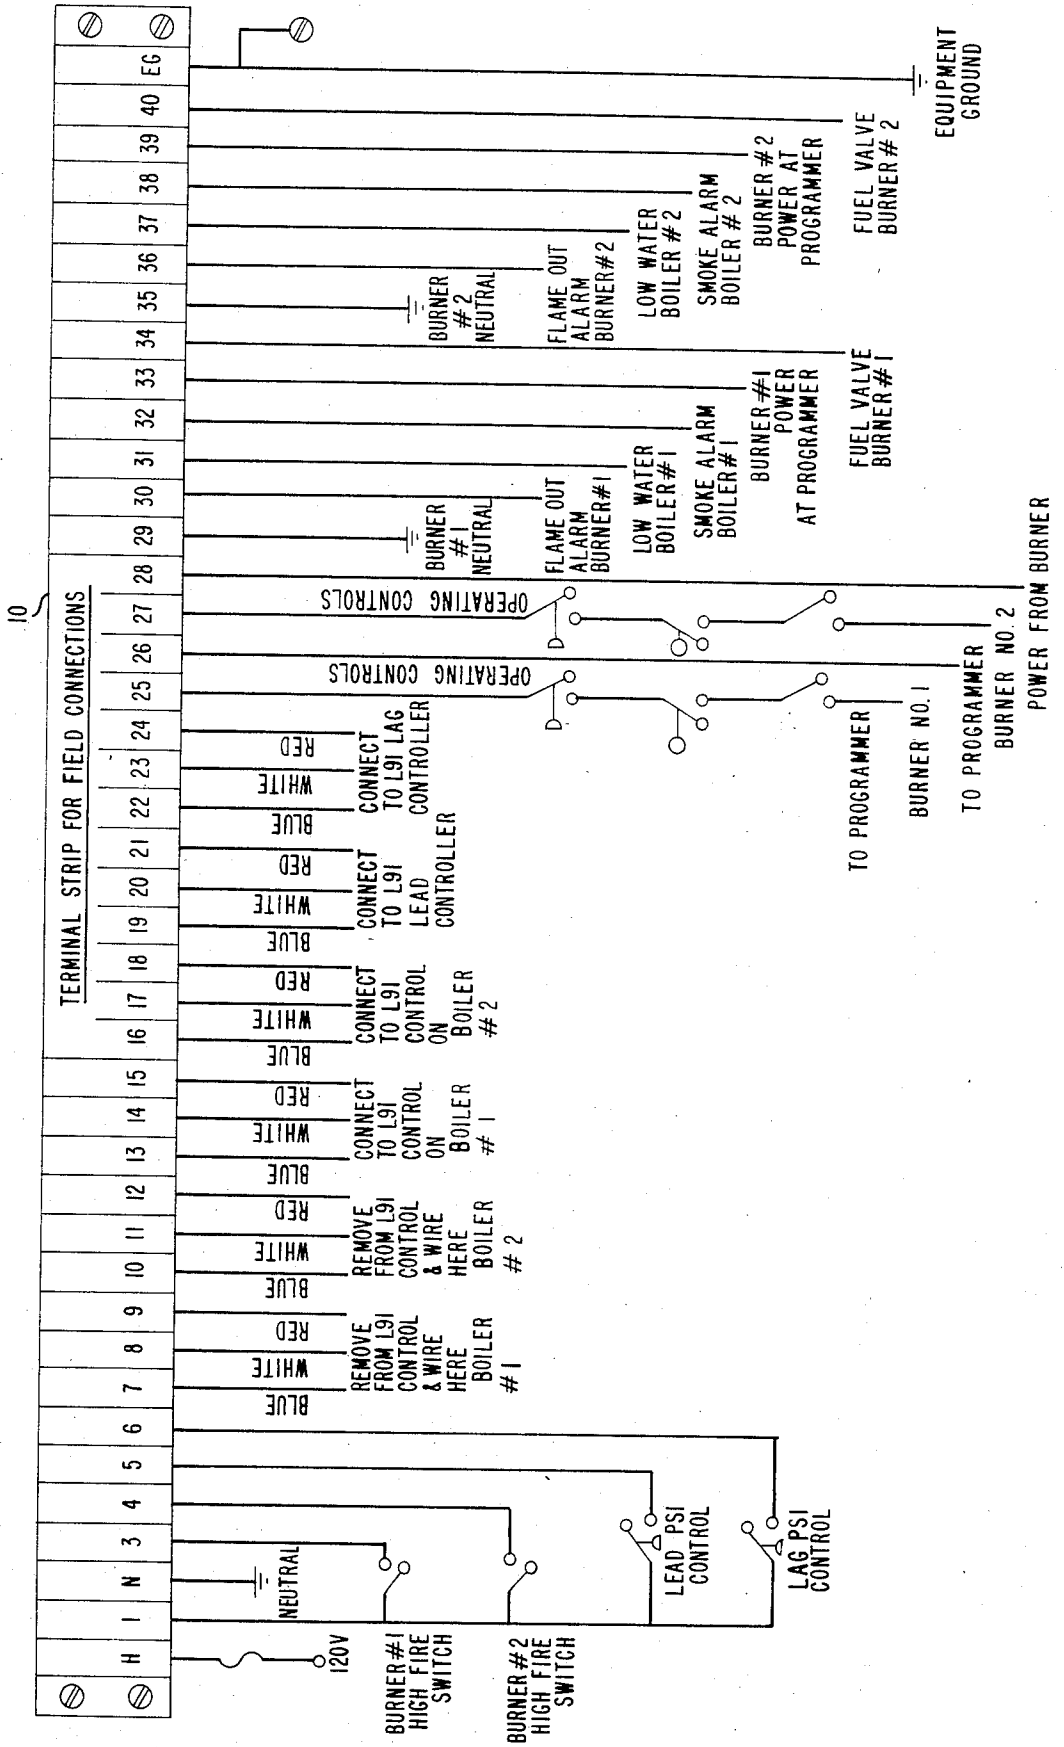 10
TERMINAL STRIP FOR FIELD CONNECTIONS
H
1
N
3
4
5
6
7
8
9
10
11
12
13
14
15
16
17
18
19
20
21
22
23
24
25
26
27
28
29
30
31
32
33
34
35
36
37
38
39
40
EG
120V
NEUTRAL
BURNER #1
HIGH FIRE
SWITCH
BURNER #2
HIGH FIRE
SWITCH
LEAD PSI
CONTROL
LAG PSI
CONTROL
BLUE
WHITE
RED
REMOVE
FROM L91
CONTROL
& WIRE
HERE
BOILER
#1
BLUE
WHITE
RED
REMOVE
FROM L91
CONTROL
& WIRE
HERE
BOILER
#2
BLUE
WHITE
RED
CONNECT
TO L91
CONTROL
ON
BOILER
#1
BLUE
WHITE
RED
CONNECT
TO L91
CONTROL
ON
BOILER
#2
BLUE
WHITE
RED
CONNECT
TO L91
LEAD
CONTROLLER
BLUE
WHITE
RED
CONNECT
TO L91 LAG
CONTROLLER
OPERATING CONTROLS
TO PROGRAMMER
BURNER NO. 1
OPERATING CONTROLS
TO PROGRAMMER
BURNER NO. 2
POWER FROM BURNER
BURNER
#1
NEUTRAL
FLAME OUT
ALARM
BURNER#1
LOW WATER
BOILER#1
SMOKE ALARM
BOILER#1
BURNER#1
POWER
AT PROGRAMMER
FUEL VALVE
BURNER#1
BURNER
#2
NEUTRAL
FLAME OUT
ALARM
BURNER#2
LOW WATER
BOILER #2
SMOKE ALARM
BOILER #2
BURNER #2
POWER AT
PROGRAMMER
FUEL VALVE
BURNER # 2
EQUIPMENT
GROUND